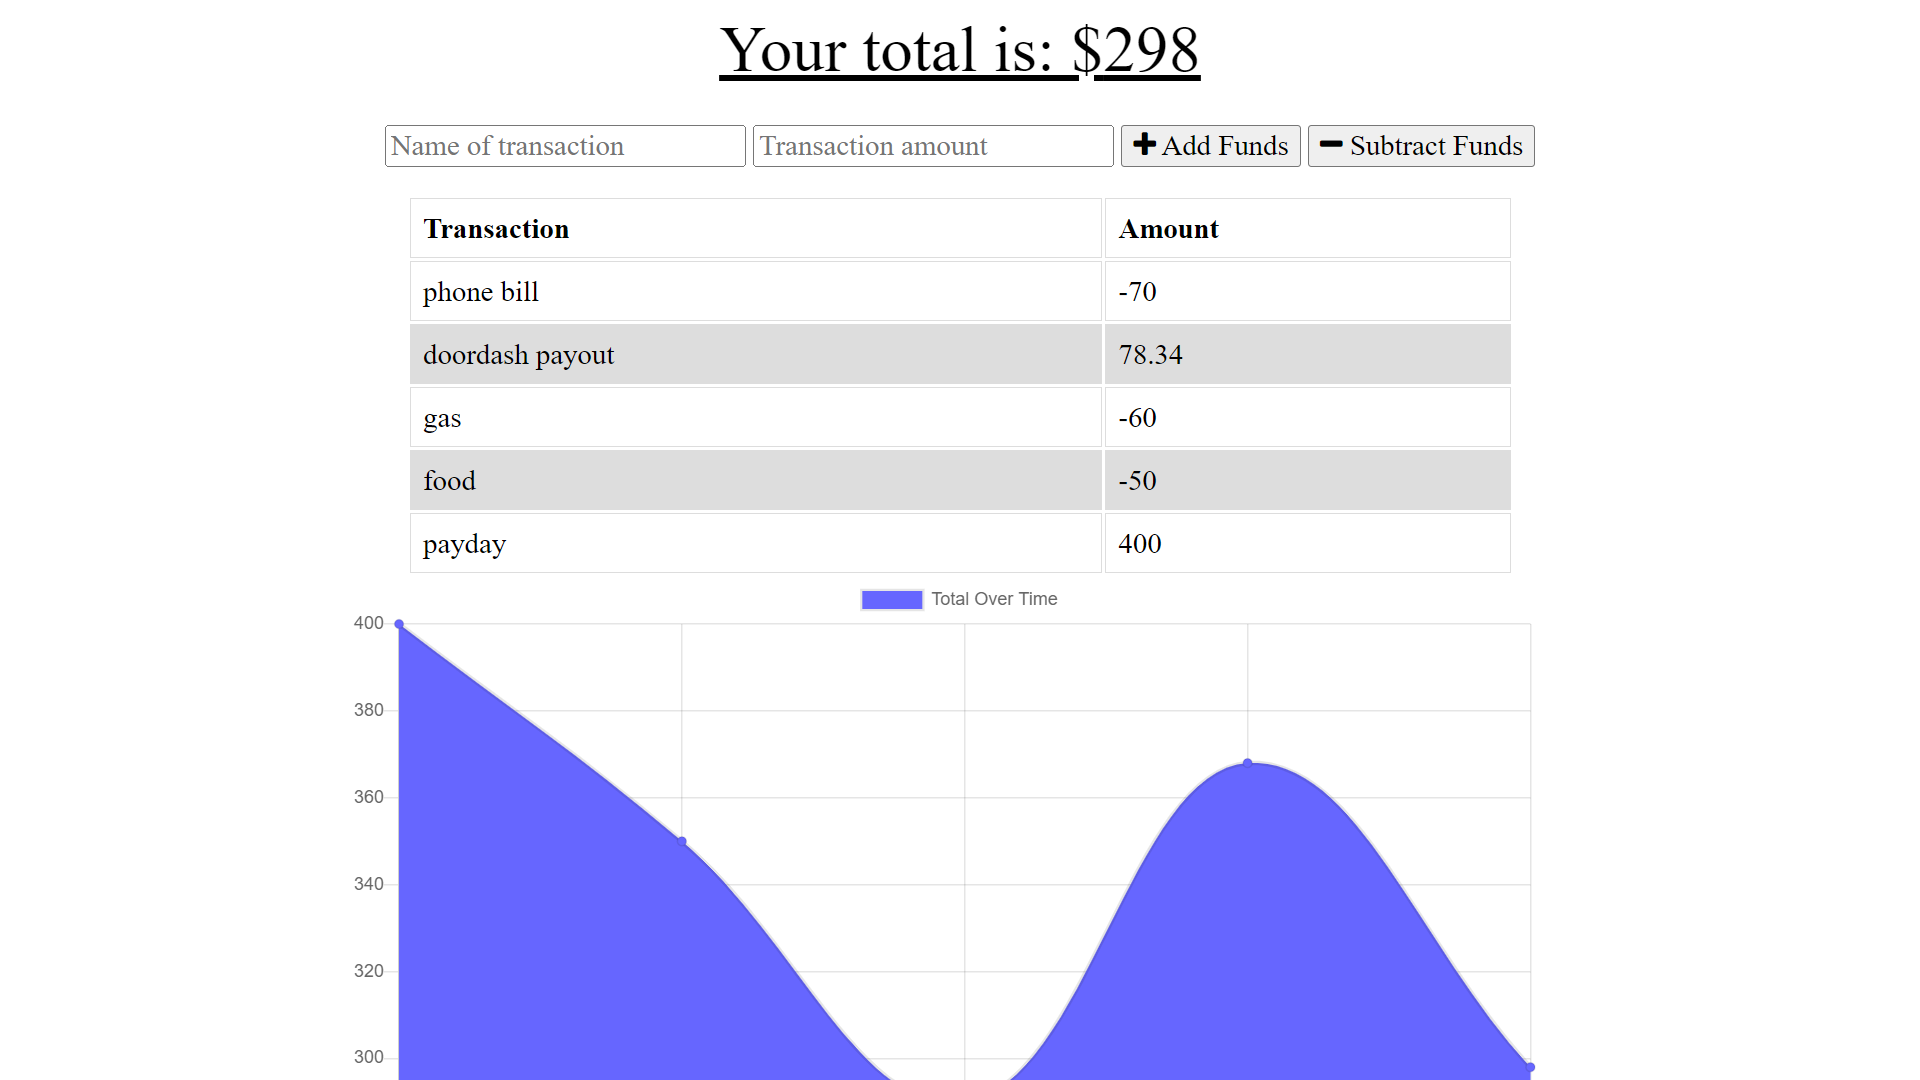 Your total is: $298
Name of transaction Transaction amount Add Funds Subtract Funds
Transaction Amount
phone bill -70
doordash payout 78.34
gas -60
food -50
payday 400
Total Over Time
400
380
360
340
320
300